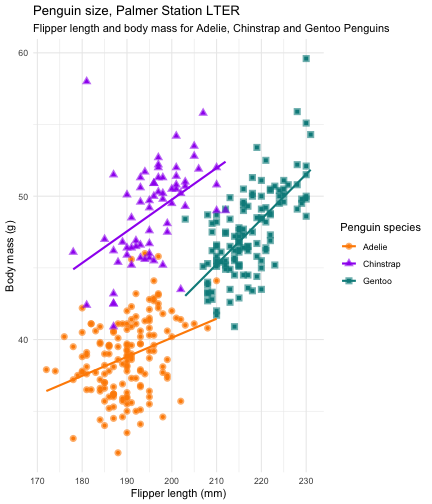 Penguin size, Palmer Station LTER
Flipper length and body mass for Adelie, Chinstrap and Gentoo Penguins
60
50
40
Body mass (g)
170 180 190 200 210 220 230
Flipper length (mm)
Penguin species
Adelie
Chinstrap
Gentoo